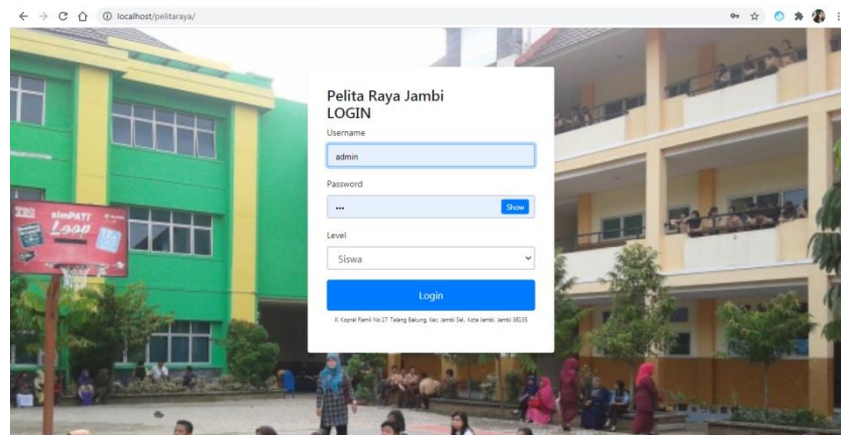 localhost/pelitaraya/
Pelita Raya Jambi
LOGIN
Username
admin
Password
•••
Show
Level
Siswa
Login
Jl. Kopral Ramli No.17, Talang Bakung, Kec. Jambi Sel., Kota Jambi, Jambi 36135
simPATI
Loop